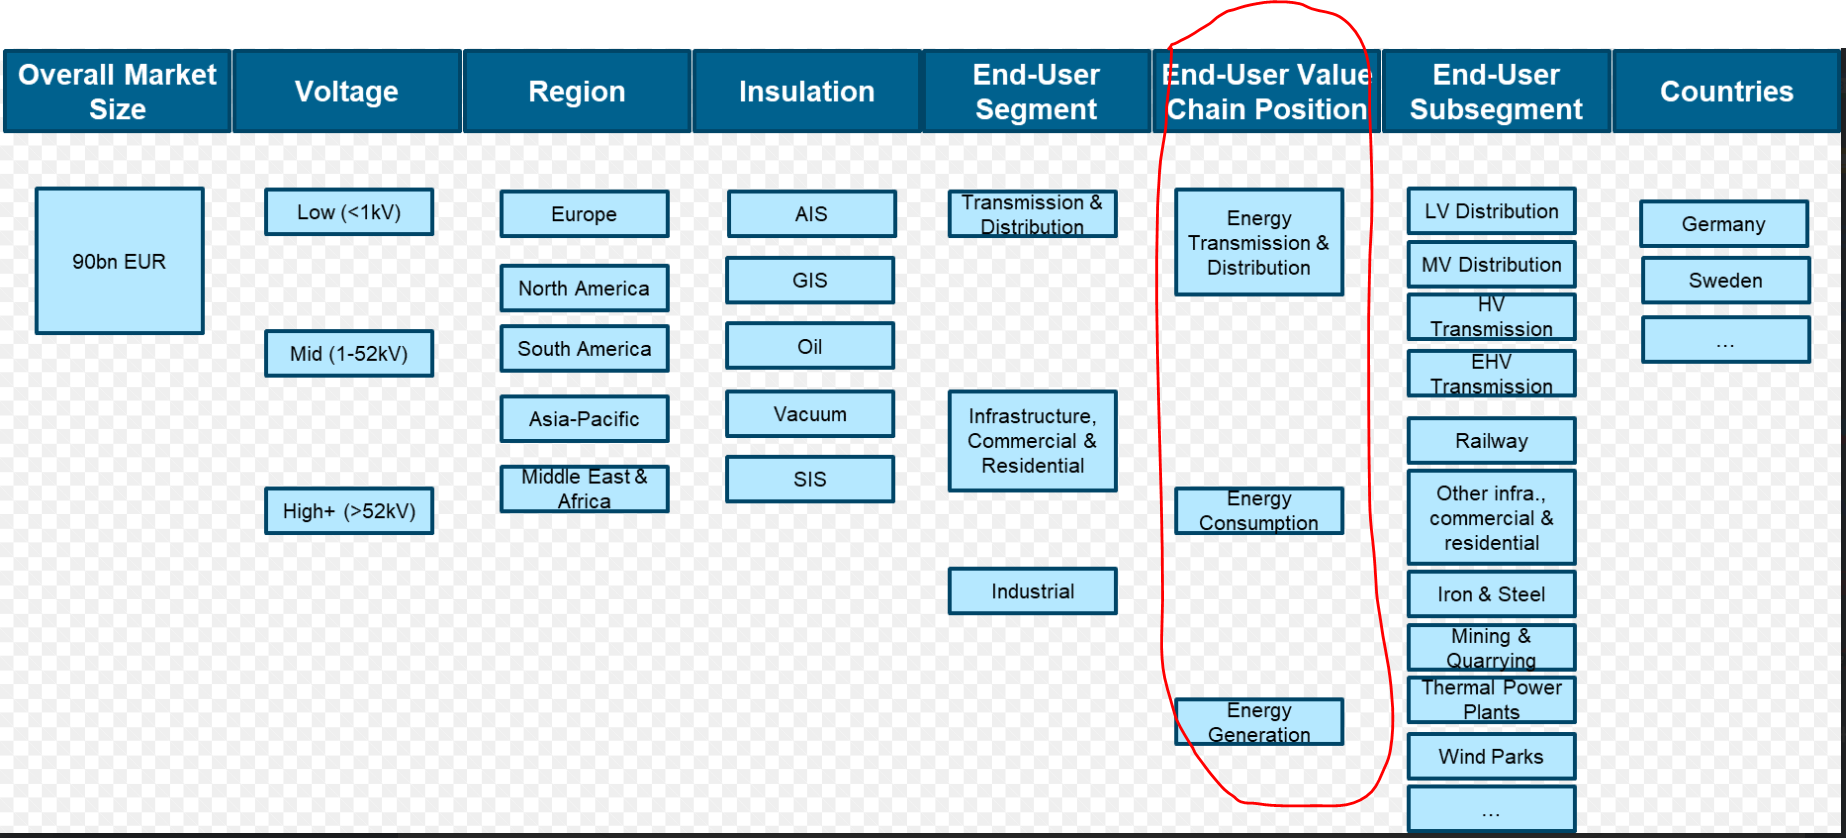 Overall Market
Size
Voltage
Region
Insulation
End-User
Segment
End-User Value
Chain Position
End-User
Subsegment
Countries
90bn EUR
Low (<1kV)
Mid (1-52kV)
High+ (>52kV)
Europe
North America
South America
Asia-Pacific
Middle East &
Africa
AIS
GIS
Oil
Vacuum
SIS
Transmission &
Distribution
Infrastructure,
Commercial &
Residential
Industrial
Energy
Transmission &
Distribution
Energy
Consumption
Energy
Generation
LV Distribution
MV Distribution
HV
Transmission
EHV
Transmission
Railway
Other infra.,
commercial &
residential
Iron & Steel
Mining &
Quarrying
Thermal Power
Plants
Wind Parks
...
Germany
Sweden
...